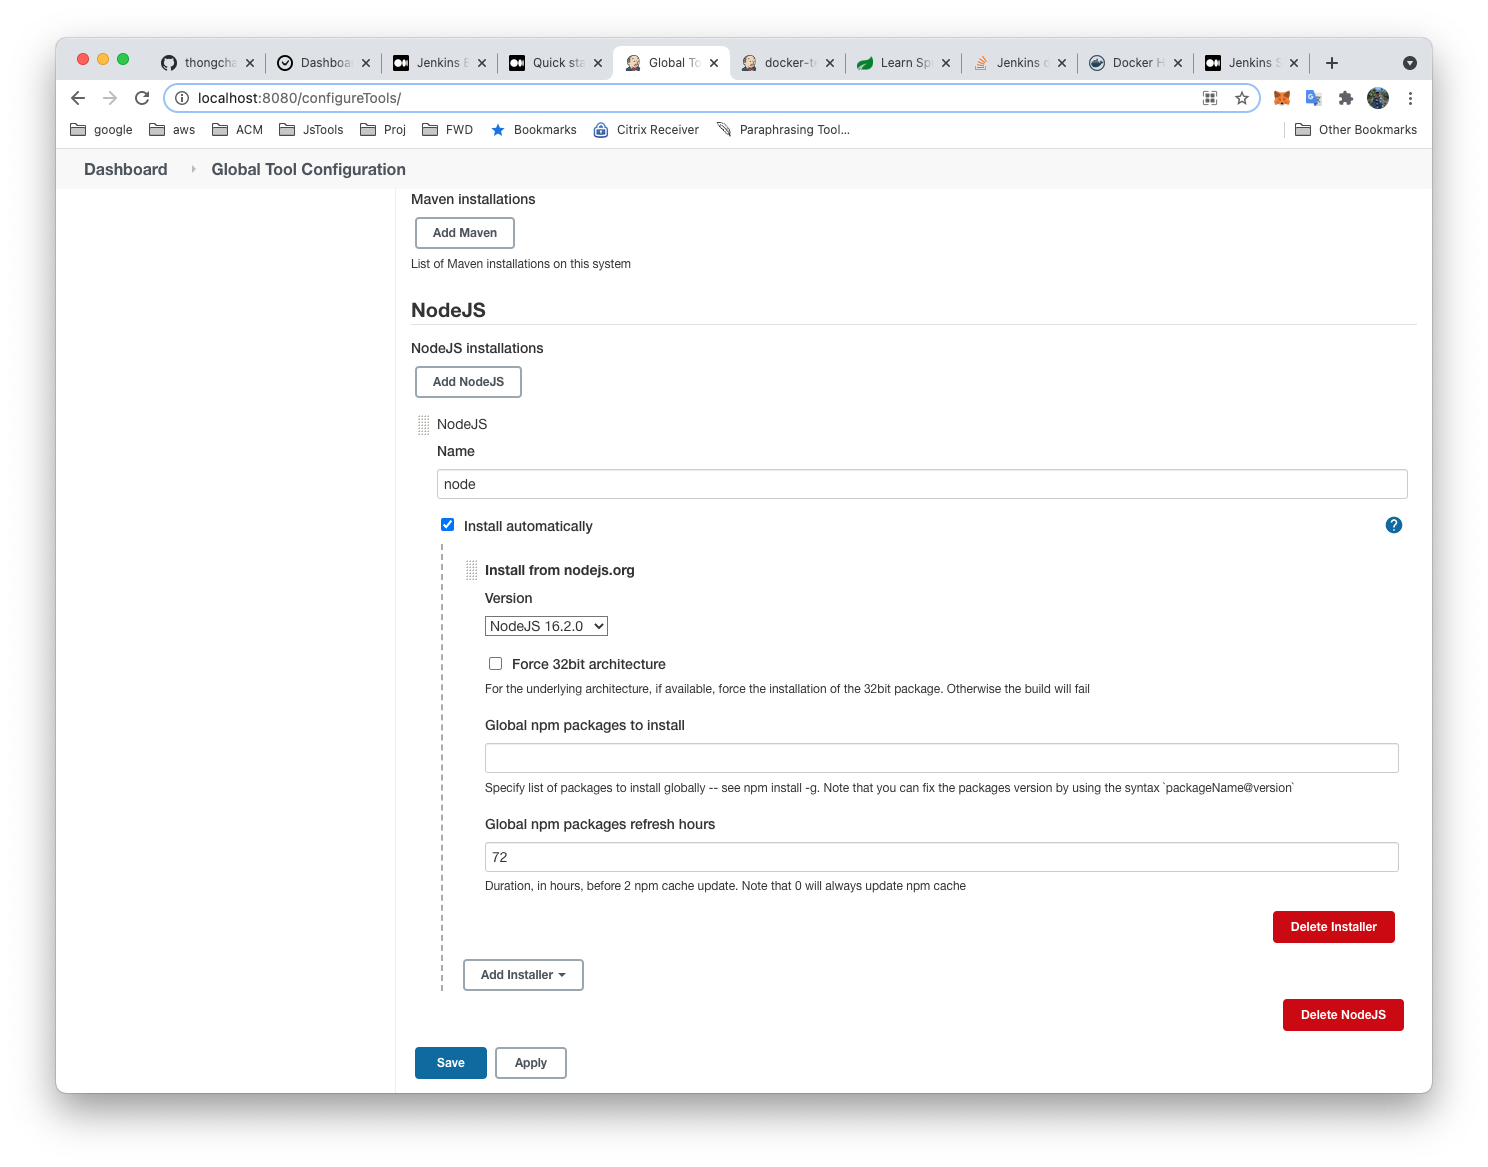 thongcha
Dashboa
Jenkins E
Quick sta
Global To
docker-te
Learn Sp
Jenkins
Docker H
Jenkins S
localhost:8080/configureTools/
google
aws
ACM
JsTools
Proj
FWD
Bookmarks
Citrix Receiver
Paraphrasing Tool...
Other Bookmarks
Dashboard
Global Tool Configuration
Maven installations
Add Maven
List of Maven installations on this system
NodeJS
NodeJS installations
Add NodeJS
NodeJS
Name
node
Install automatically
?
Install from nodejs.org
Version
NodeJS 16.2.0
Force 32bit architecture
For the underlying architecture, if available, force the installation of the 32bit package. Otherwise the build will fail
Global npm packages to install
Specify list of packages to install globally -- see npm install -g. Note that you can fix the packages version by using the syntax `packageName@version`
Global npm packages refresh hours
72
Duration, in hours, before 2 npm cache update. Note that 0 will always update npm cache
Delete Installer
Add Installer
Delete NodeJS
Save
Apply